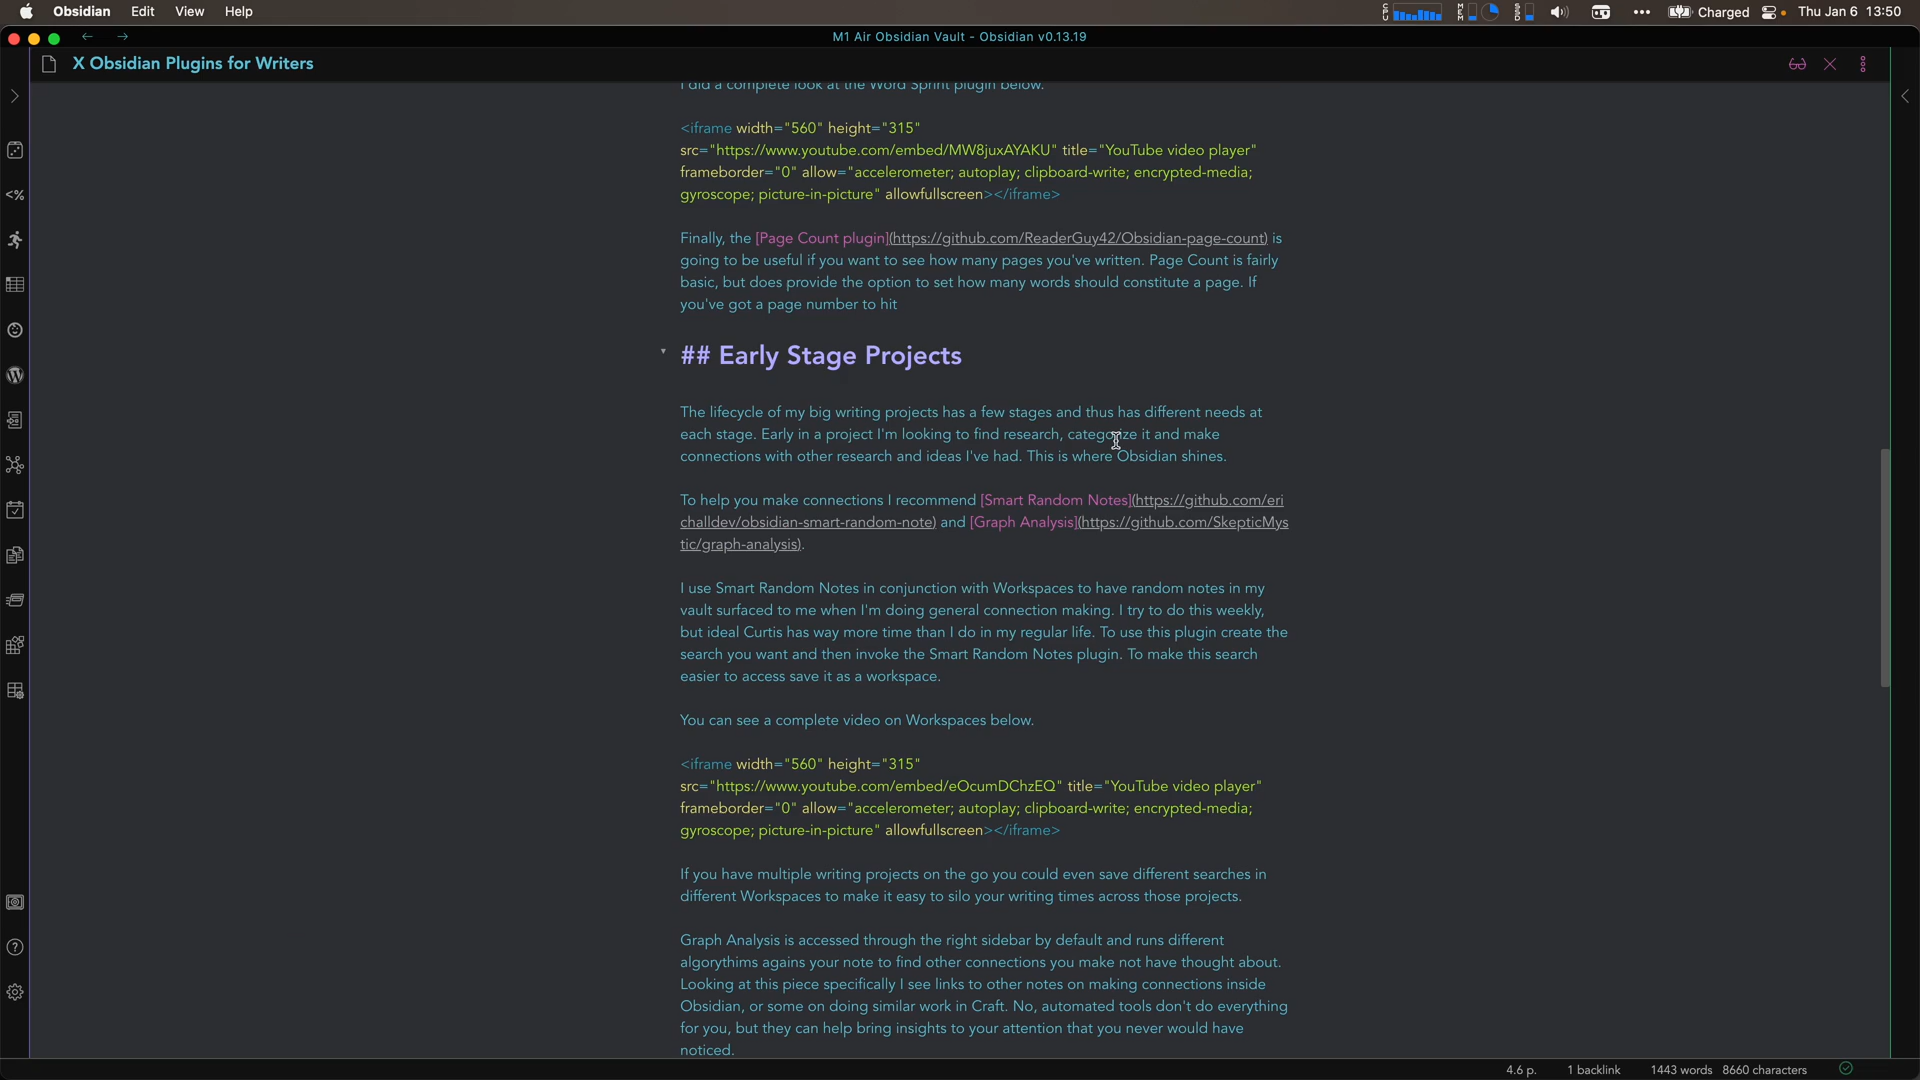 Obsidian Edit View Help
CPU MEM SSD Charged Thu Jan 6 13:50
M1 Air Obsidian Vault - Obsidian v0.13.19
X Obsidian Plugins for Writers
I did a complete look at the Word Sprint plugin below.
<iframe width="560" height="315"
src="https://www.youtube.com/embed/MW8juxAYAKU" title="YouTube video player"
frameborder="0" allow="accelerometer; autoplay; clipboard-write; encrypted-media;
gyroscope; picture-in-picture" allowfullscreen></iframe>
Finally, the [Page Count plugin](https://github.com/ReaderGuy42/Obsidian-page-count) is
going to be useful if you want to see how many pages you've written. Page Count is fairly
basic, but does provide the option to set how many words should constitute a page. If
you've got a page number to hit
## Early Stage Projects
The lifecycle of my big writing projects has a few stages and thus has different needs at
each stage. Early in a project I'm looking to find research, categorize it and make
connections with other research and ideas I've had. This is where Obsidian shines.
To help you make connections I recommend [Smart Random Notes](https://github.com/eri
challdev/obsidian-smart-random-note) and [Graph Analysis](https://github.com/SkepticMys
tic/graph-analysis).
I use Smart Random Notes in conjunction with Workspaces to have random notes in my
vault surfaced to me when I'm doing general connection making. I try to do this weekly,
but ideal Curtis has way more time than I do in my regular life. To use this plugin create the
search you want and then invoke the Smart Random Notes plugin. To make this search
easier to access save it as a workspace.
You can see a complete video on Workspaces below.
<iframe width="560" height="315"
src="https://www.youtube.com/embed/eOcumDChzEQ" title="YouTube video player"
frameborder="0" allow="accelerometer; autoplay; clipboard-write; encrypted-media;
gyroscope; picture-in-picture" allowfullscreen></iframe>
If you have multiple writing projects on the go you could even save different searches in
different Workspaces to make it easy to silo your writing times across those projects.
Graph Analysis is accessed through the right sidebar by default and runs different
algorythims agains your note to find other connections you make not have thought about.
Looking at this piece specifically I see links to other notes on making connections inside
Obsidian, or some on doing similar work in Craft. No, automated tools don't do everything
for you, but they can help bring insights to your attention that you never would have
noticed.
4.6 p. 1 backlink 1443 words 8660 characters